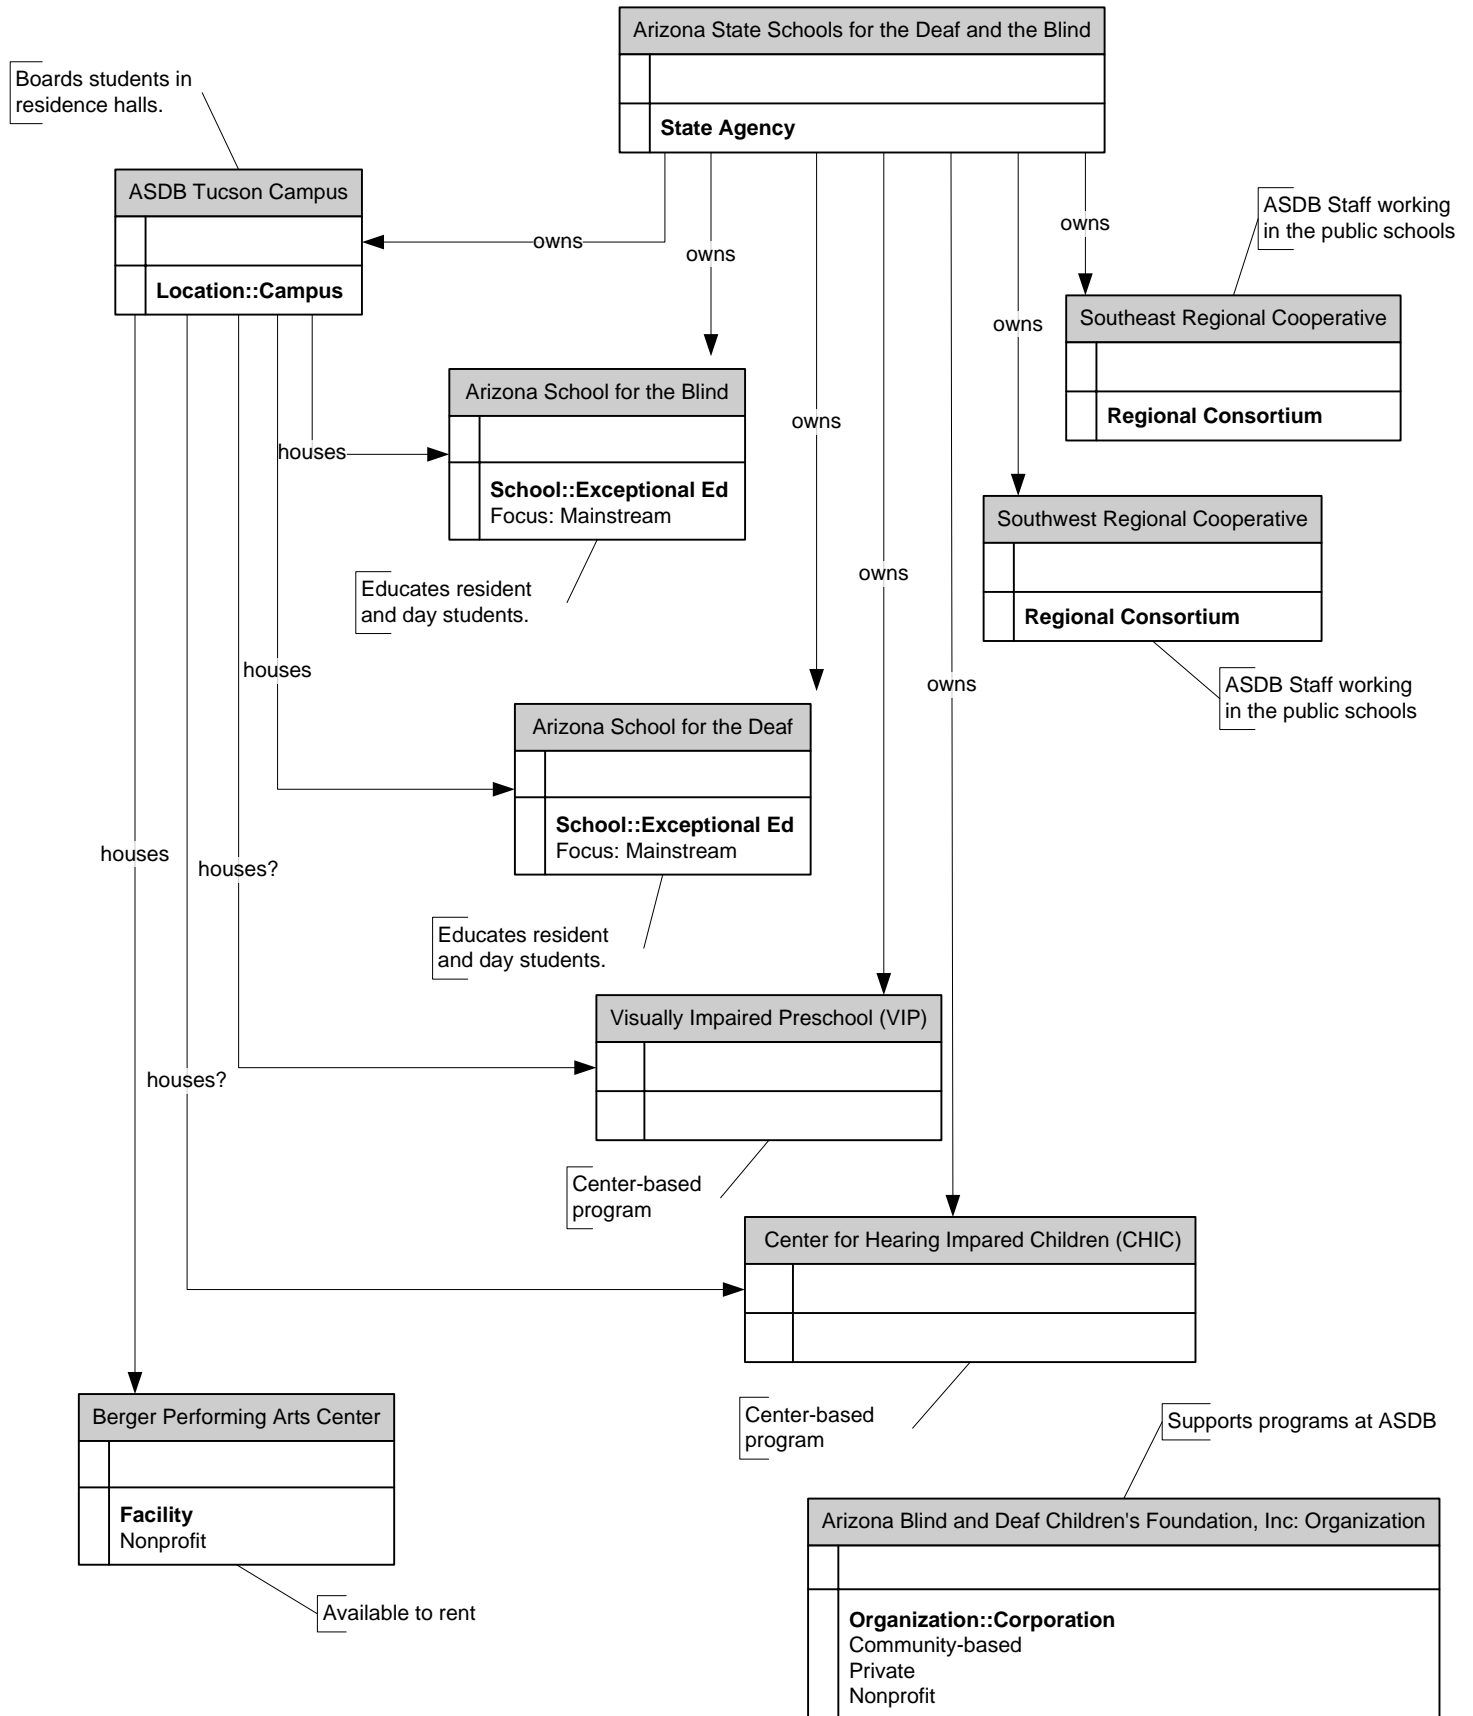 Arizona State Schools for the Deaf and the Blind
State Agency
Boards students in
residence halls.
ASDB Tucson Campus
Location::Campus
owns
owns
owns
ASDB Staff working
in the public schools
Southeast Regional Cooperative
Regional Consortium
owns
Arizona School for the Blind
School::Exceptional Ed
Focus: Mainstream
houses
owns
Educates resident
and day students.
Southwest Regional Cooperative
Regional Consortium
owns
ASDB Staff working
in the public schools
houses
owns
Arizona School for the Deaf
School::Exceptional Ed
Focus: Mainstream
houses
houses?
Educates resident
and day students.
Visually Impaired Preschool (VIP)
houses?
Center-based
program
Center for Hearing Impared Children (CHIC)
Center-based
program
Berger Performing Arts Center
Facility
Nonprofit
Available to rent
Supports programs at ASDB
Arizona Blind and Deaf Children's Foundation, Inc: Organization
Organization::Corporation
Community-based
Private
Nonprofit